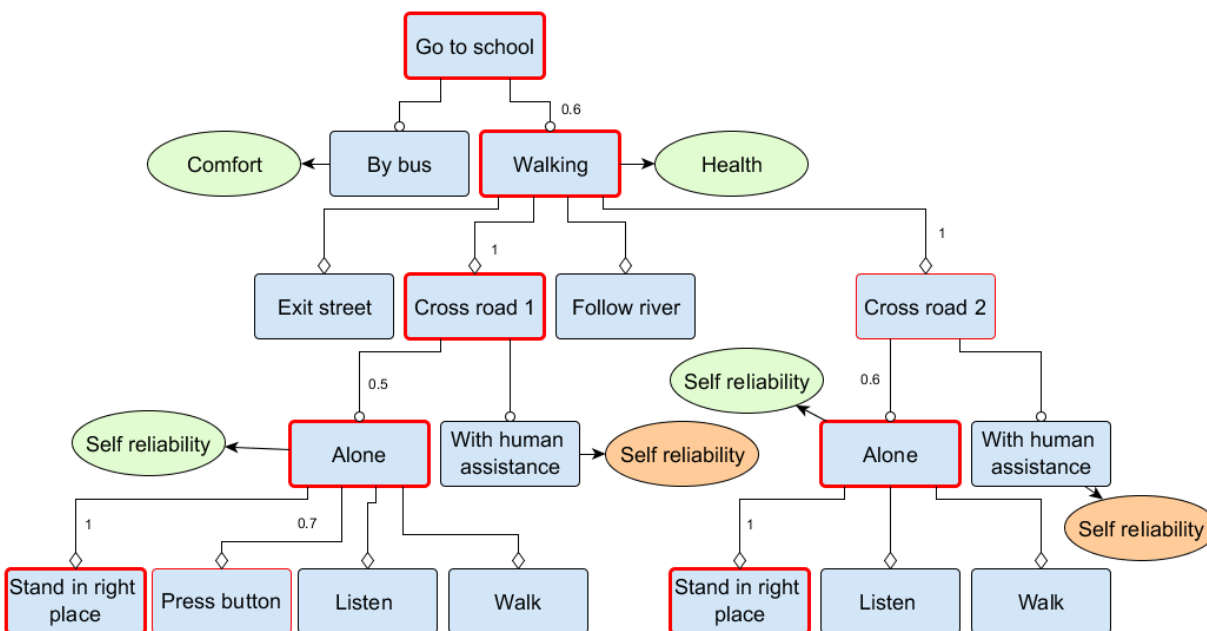 Go to school
0.6
Comfort
By bus
Walking
Health
1
1
Exit street
Cross road 1
Follow river
Cross road 2
0.5
0.6
Self reliability
Self reliability
Alone
With human
assistance
Self reliability
Alone
With human
assistance
Self reliability
1
0.7
1
Stand in right
place
Press button
Listen
Walk
Stand in right
place
Listen
Walk